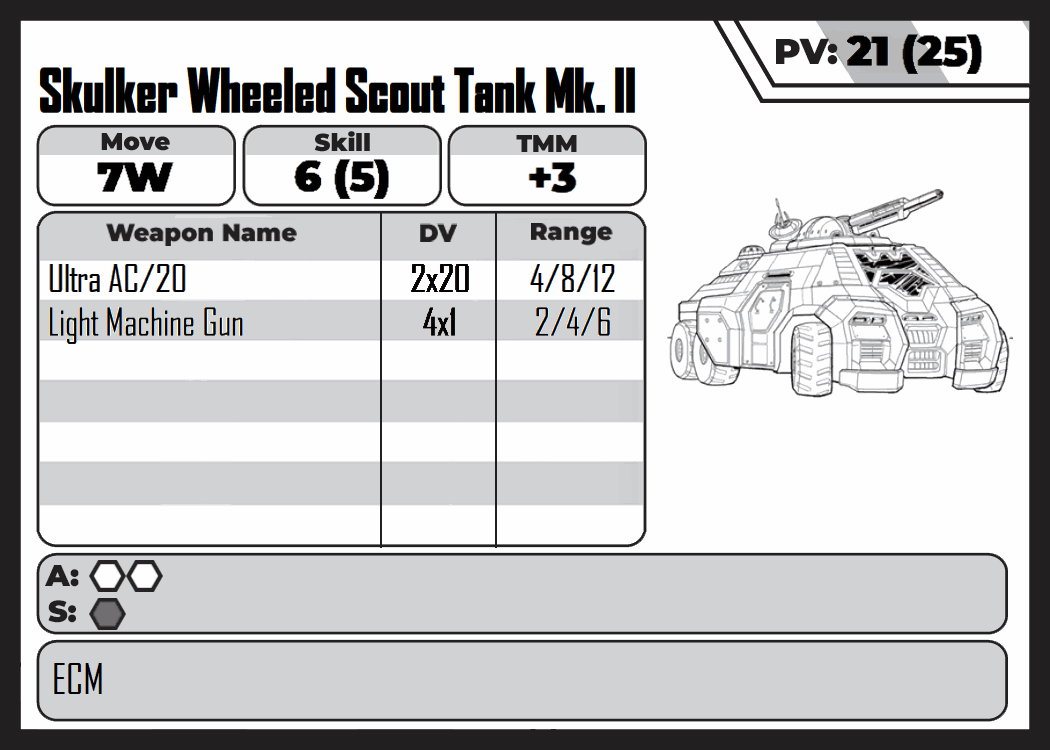 PV: 21 (25)
Skulker Wheeled Scout Tank Mk. II
Move Skill TMM
7W 6 (5) +3
Weapon Name DV Range
Ultra AC/20 2x20 4/8/12
Light Machine Gun 4x1 2/4/6
A:
S:
ECM